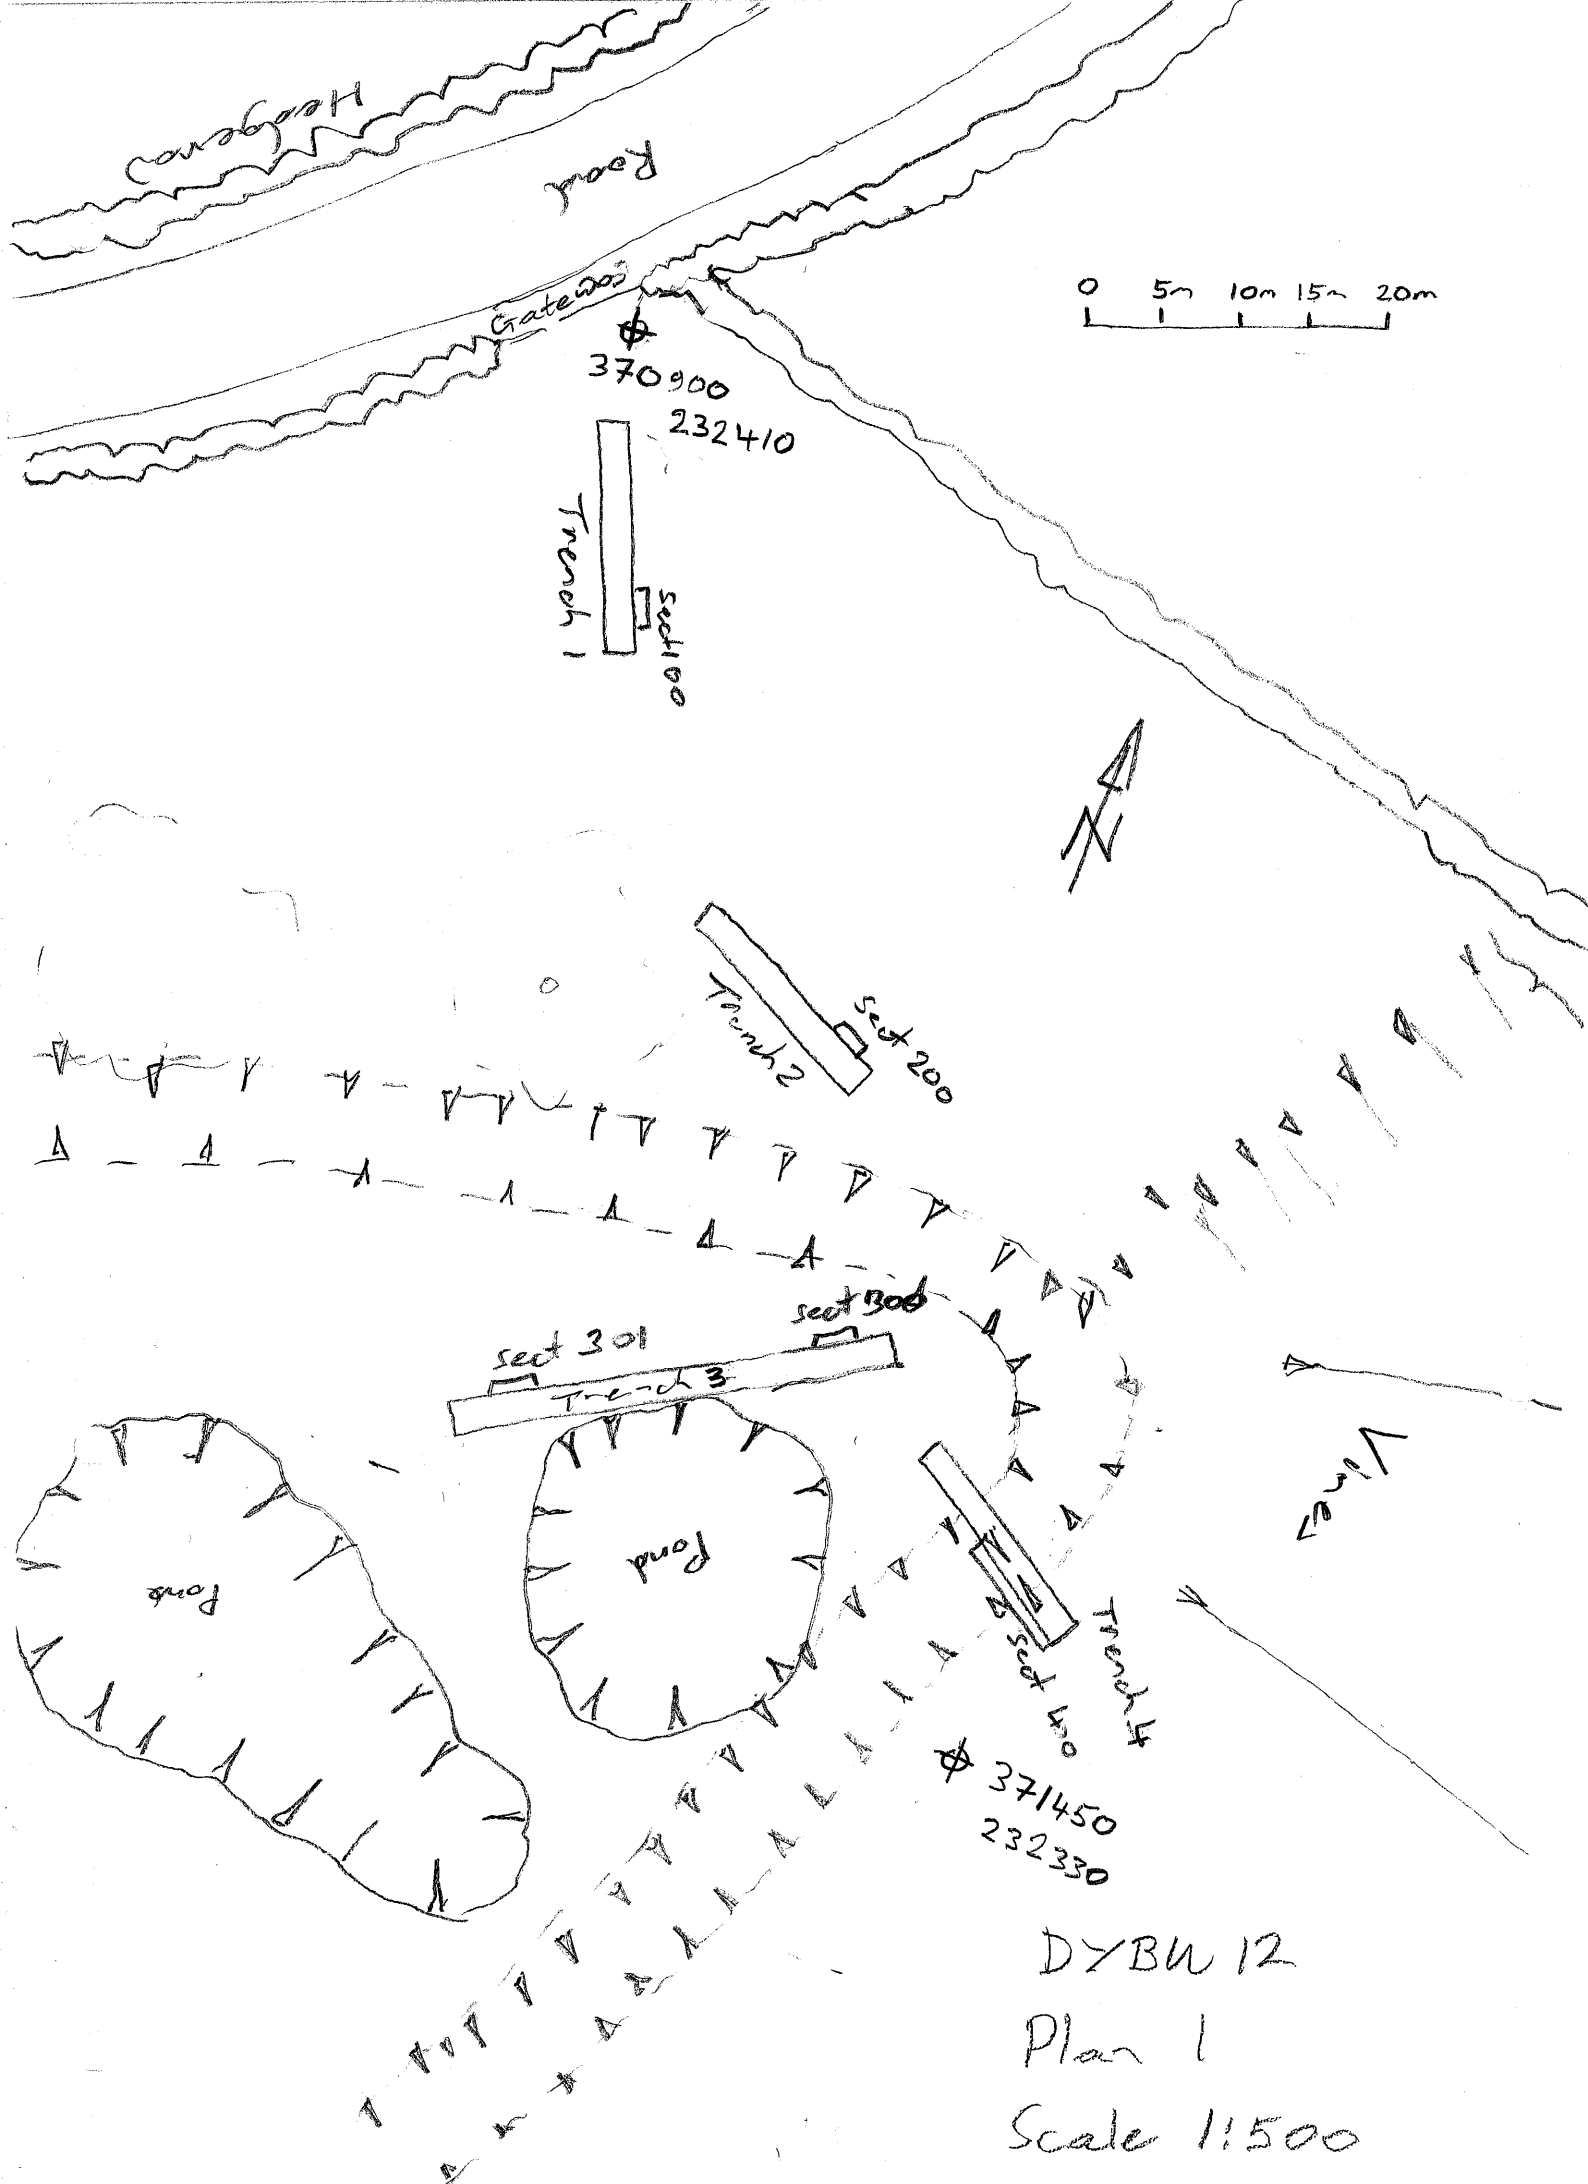 Hedgerow
Road
Gateway
0 5m 10m 15m 20m
370900
232410
Trench 1
Sect 100
N
Trench 2
Sect 200
sect 300
sect 301
Trench 3
Pond
Pond
Trench 4
Sect 400
371450
232330
DYBW 12
Plan 1
Scale 1:500